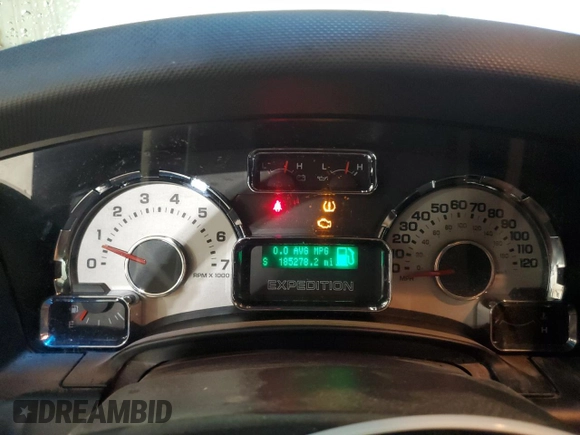 H L H
0 1 2 3 4 5 6 7
RPM X 1000
0.0 AVG MPG
S 185278.2 mi
EXPEDITION
0 10 20 30 40 50 60 70 80 90 100 110 120
MPH
F
E
H
DREAMBID